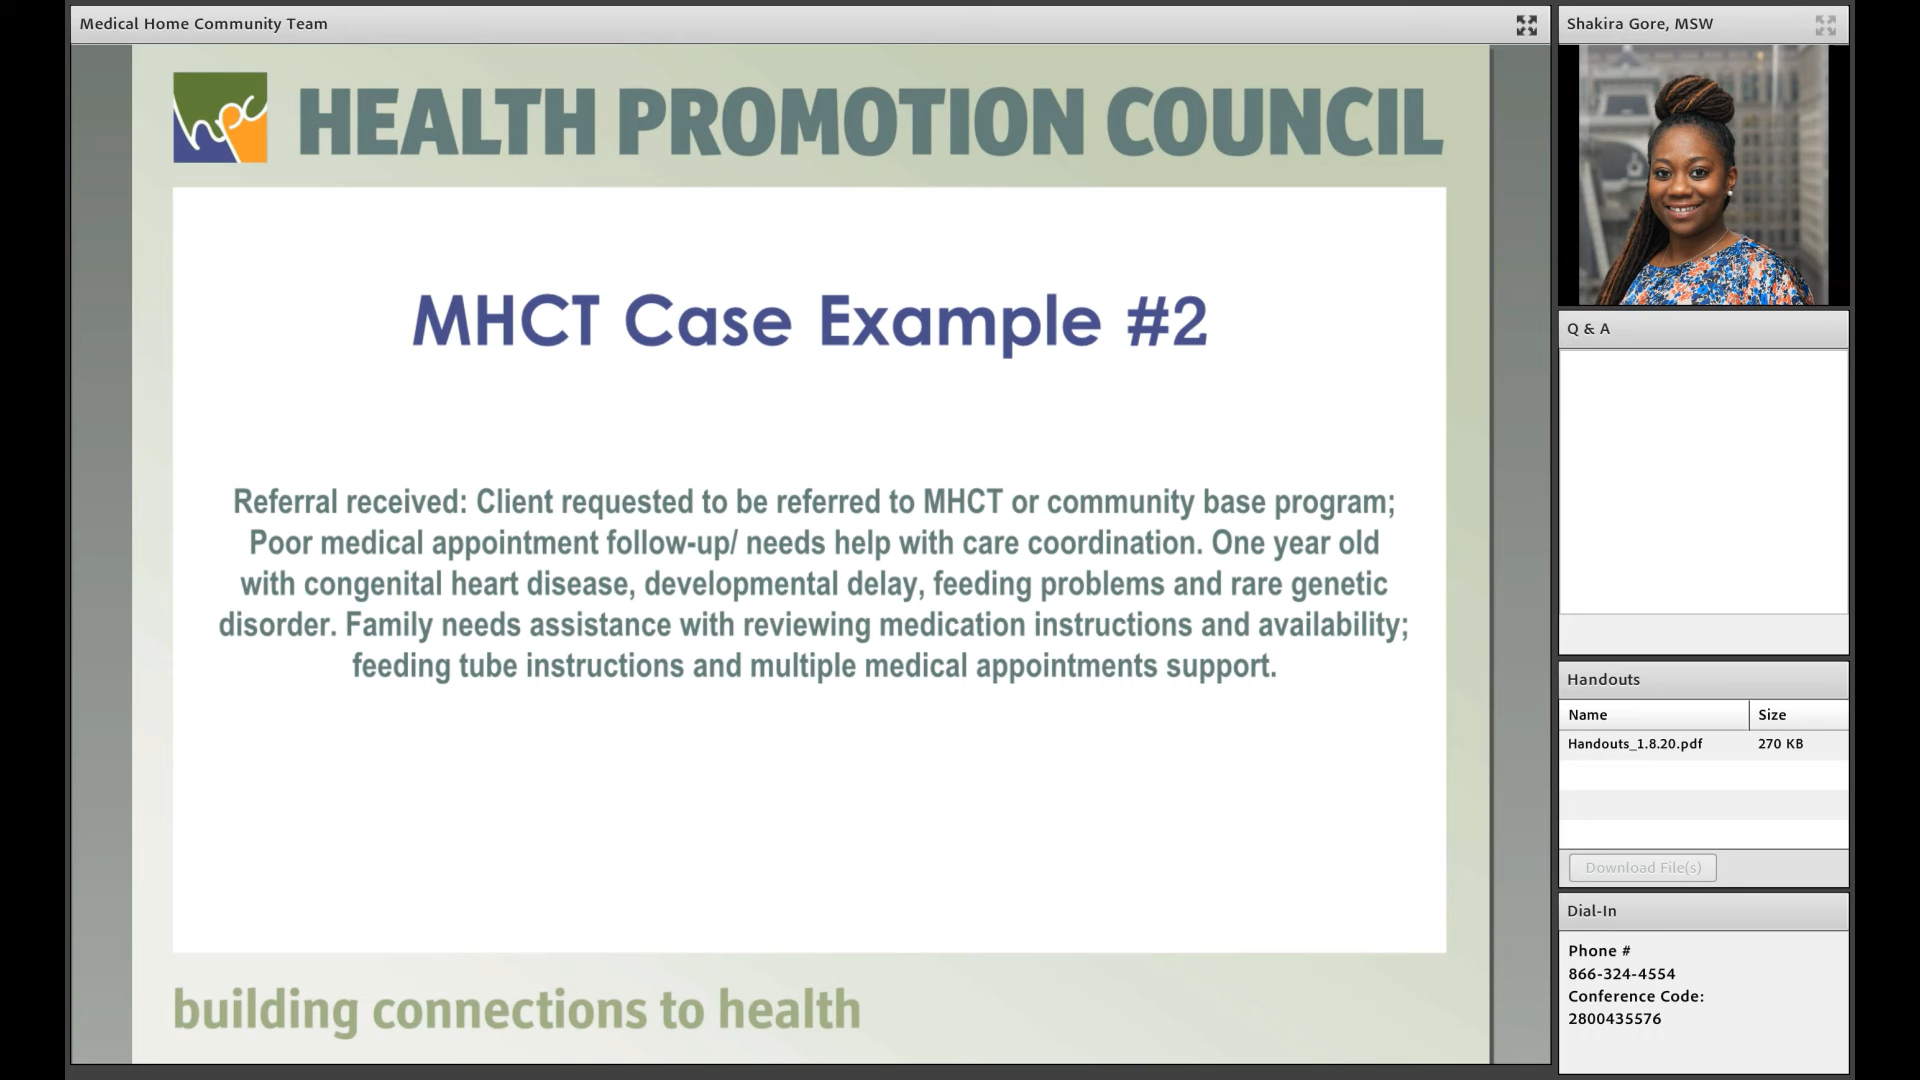 Medical Home Community Team
hpc
HEALTH PROMOTION COUNCIL
MHCT Case Example #2
Referral received: Client requested to be referred to MHCT or community base program;
Poor medical appointment follow-up/ needs help with care coordination. One year old
with congenital heart disease, developmental delay, feeding problems and rare genetic
disorder. Family needs assistance with reviewing medication instructions and availability;
feeding tube instructions and multiple medical appointments support.
building connections to health
Shakira Gore, MSW
Q & A
Handouts
Name Size
Handouts_1.8.20.pdf 270 KB
Download File(s)
Dial-In
Phone #
866-324-4554
Conference Code:
2800435576